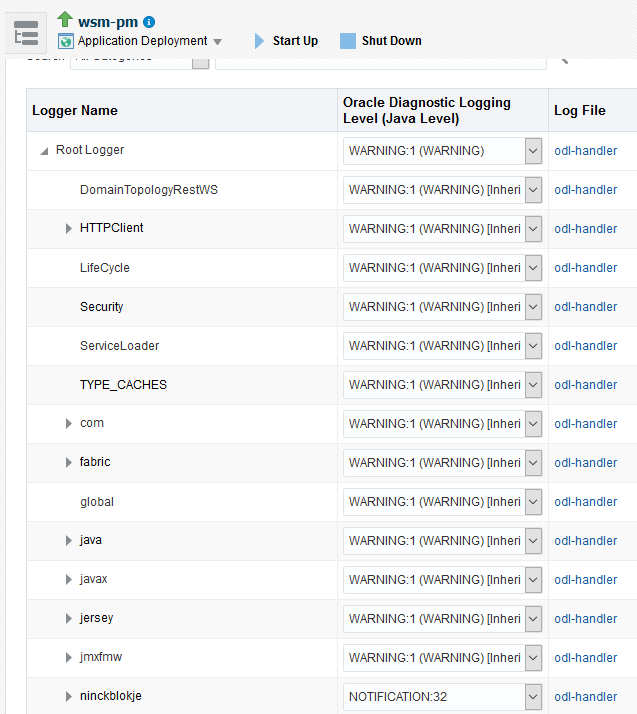 wsm-pm
Application Deployment
Start Up
Shut Down
Logger Name
Oracle Diagnostic Logging
Level (Java Level)
Log File
Root Logger
WARNING:1 (WARNING)
odl-handler
DomainTopologyRestWS
WARNING:1 (WARNING) [Inheri
odl-handler
HTTPClient
WARNING:1 (WARNING) [Inheri
odl-handler
LifeCycle
WARNING:1 (WARNING) [Inheri
odl-handler
Security
WARNING:1 (WARNING) [Inheri
odl-handler
ServiceLoader
WARNING:1 (WARNING) [Inheri
odl-handler
TYPE_CACHES
WARNING:1 (WARNING) [Inheri
odl-handler
com
WARNING:1 (WARNING) [Inheri
odl-handler
fabric
WARNING:1 (WARNING) [Inheri
odl-handler
global
WARNING:1 (WARNING) [Inheri
odl-handler
java
WARNING:1 (WARNING) [Inheri
odl-handler
javax
WARNING:1 (WARNING) [Inheri
odl-handler
jersey
WARNING:1 (WARNING) [Inheri
odl-handler
jmxfmw
WARNING:1 (WARNING) [Inheri
odl-handler
ninckblokje
NOTIFICATION:32
odl-handler